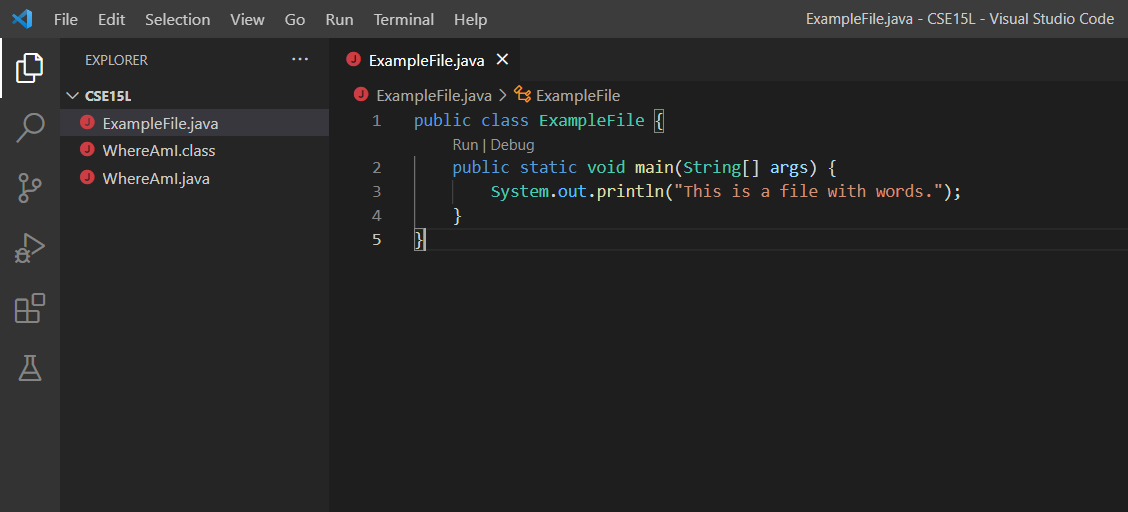 File Edit Selection View Go Run Terminal Help ExampleFile.java - CSE15L - Visual Studio Code
EXPLORER ···
CSE15L
ExampleFile.java
WhereAmI.class
WhereAmI.java
ExampleFile.java
ExampleFile.java > ExampleFile
1 public class ExampleFile {
Run | Debug
2 public static void main(String[] args) {
3 System.out.println("This is a file with words.");
4 }
5 }